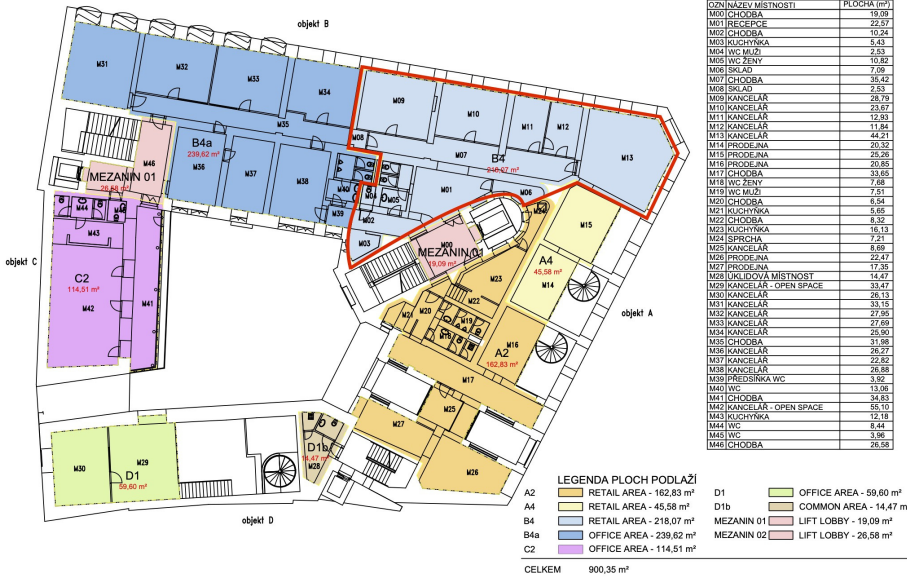 objekt B
M31
M32
M33
M34
M35
M09
M10
M11
M12
M13
M08
M07
B4a
239,62 m²
B4
218,07 m²
M46
M36
M37
M38
M40
M04
M05
M01
M06
M39
M02
M03
MEZANIN 01
26,58 m²
M44
M45
M43
objekt C
C2
114,51 m²
M42
M41
M00
MEZANIN 01
19,09 m²
M24
M15
A4
45,58 m²
M14
M23
M22
objekt A
M21
M20
M19
M18
M16
A2
162,83 m²
M17
M25
M27
M26
M30
M29
D1
59,60 m²
D1b
14,47 m²
M28
objekt D
OZN NÁZEV MÍSTNOSTI PLOCHA (m²)
M00 CHODBA 19,09
M01 RECEPCE 22,57
M02 CHODBA 10,24
M03 KUCHYŇKA 5,43
M04 WC MUŽI 2,53
M05 WC ŽENY 10,82
M06 SKLAD 7,09
M07 CHODBA 35,42
M08 SKLAD 2,53
M09 KANCELÁŘ 28,79
M10 KANCELÁŘ 23,67
M11 KANCELÁŘ 12,93
M12 KANCELÁŘ 11,84
M13 KANCELÁŘ 44,21
M14 PRODEJNA 20,32
M15 PRODEJNA 25,26
M16 PRODEJNA 20,85
M17 CHODBA 33,65
M18 WC ŽENY 7,68
M19 WC MUŽI 7,51
M20 CHODBA 6,54
M21 KUCHYŇKA 5,65
M22 CHODBA 8,32
M23 KUCHYŇKA 16,13
M24 SPRCHA 7,21
M25 KANCELÁŘ 8,69
M26 PRODEJNA 22,47
M27 PRODEJNA 17,35
M28 ÚKLIDOVÁ MÍSTNOST 14,47
M29 KANCELÁŘ - OPEN SPACE 33,47
M30 KANCELÁŘ 26,13
M31 KANCELÁŘ 33,15
M32 KANCELÁŘ 27,95
M33 KANCELÁŘ 27,69
M34 KANCELÁŘ 25,90
M35 CHODBA 31,98
M36 KANCELÁŘ 26,27
M37 KANCELÁŘ 22,82
M38 KANCELÁŘ 26,88
M39 PŘEDSÍŇKA WC 3,92
M40 WC 13,06
M41 CHODBA 34,83
M42 KANCELÁŘ - OPEN SPACE 55,10
M43 KUCHYŇKA 12,18
M44 WC 8,44
M45 WC 3,96
M46 CHODBA 26,58
LEGENDA PLOCH PODLAŽÍ
A2 RETAIL AREA - 162,83 m²
A4 RETAIL AREA - 45,58 m²
B4 RETAIL AREA - 218,07 m²
B4a OFFICE AREA - 239,62 m²
C2 OFFICE AREA - 114,51 m²
D1 OFFICE AREA - 59,60 m²
D1b COMMON AREA - 14,47 m
MEZANIN 01 LIFT LOBBY - 19,09 m²
MEZANIN 02 LIFT LOBBY - 26,58 m²
CELKEM 900,35 m²